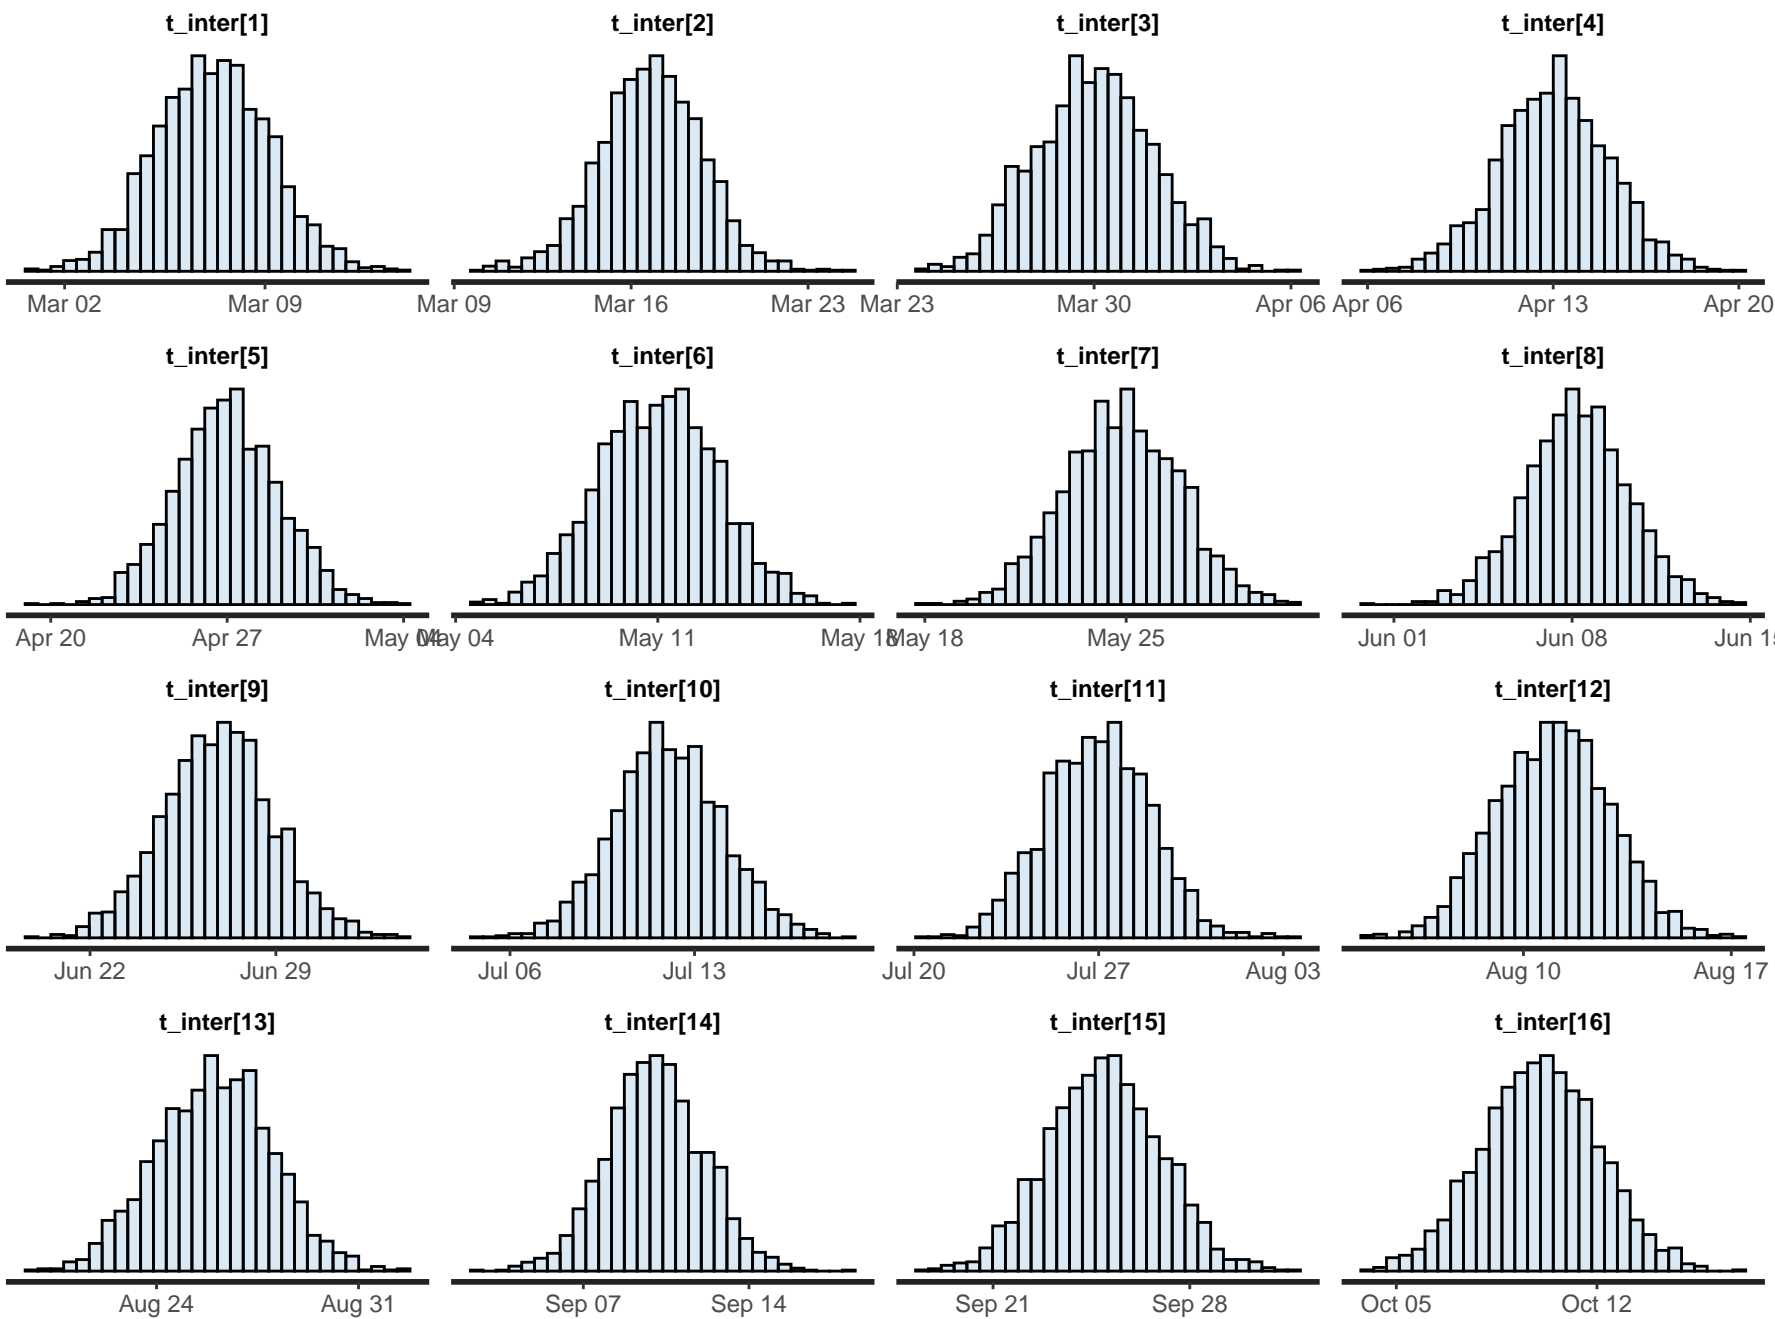 t_inter[1] t_inter[2] t_inter[3] t_inter[4]
Mar 02 Mar 09 Mar 09 Mar 16 Mar 23 Mar 23 Mar 30 Apr 06 Apr 06 Apr 13 Apr 20
t_inter[5] t_inter[6] t_inter[7] t_inter[8]
Apr 20 Apr 27 May 04 May 04 May 11 May 18 May 18 May 25 Jun 01 Jun 08 Jun 15
t_inter[9] t_inter[10] t_inter[11] t_inter[12]
Jun 22 Jun 29 Jul 06 Jul 13 Jul 20 Jul 27 Aug 03 Aug 10 Aug 17
t_inter[13] t_inter[14] t_inter[15] t_inter[16]
Aug 24 Aug 31 Sep 07 Sep 14 Sep 21 Sep 28 Oct 05 Oct 12